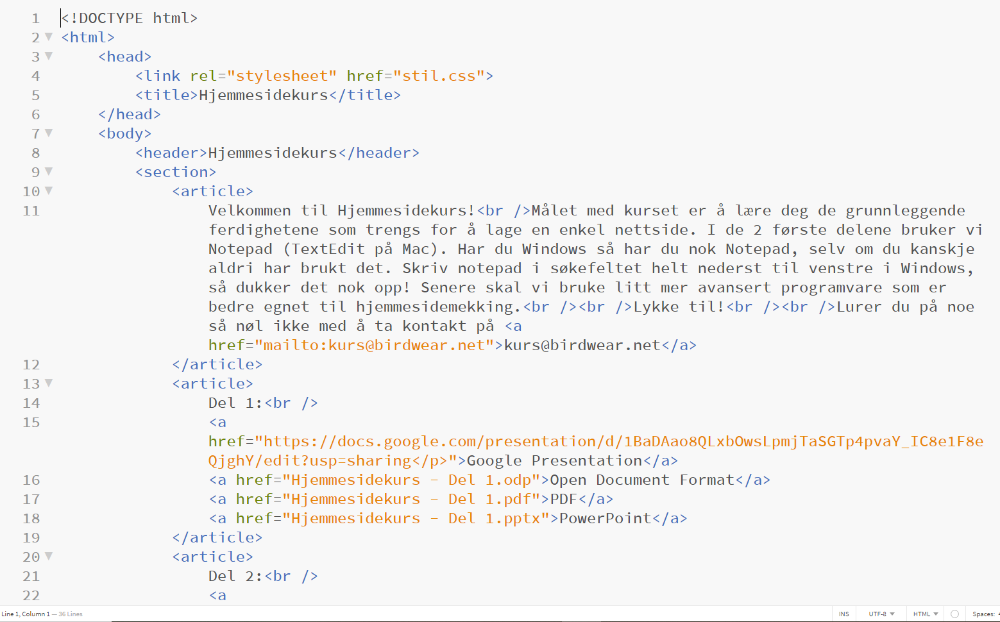 1 <!DOCTYPE html>
2 <html>
3 <head>
4 <link rel="stylesheet" href="stil.css">
5 <title>Hjemmesidekurs</title>
6 </head>
7 <body>
8 <header>Hjemmesidekurs</header>
9 <section>
10 <article>
11 Velkommen til Hjemmesidekurs!<br />Målet med kurset er å lære deg de grunnleggende
ferdighetene som trengs for å lage en enkel nettside. I de 2 første delene bruker vi
Notepad (TextEdit på Mac). Har du Windows så har du nok Notepad, selv om du kanskje
aldri har brukt det. Skriv notepad i søkefeltet helt nederst til venstre i Windows,
så dukker det nok opp! Senere skal vi bruke litt mer avansert programvare som er
bedre egnet til hjemmesidemekking.<br /><br />Lykke til!<br /><br />Lurer du på noe
så nøl ikke med å ta kontakt på <a
href="mailto:kurs@birdwear.net">kurs@birdwear.net</a>
12 </article>
13 <article>
14 Del 1:<br />
15 <a
href="https://docs.google.com/presentation/d/1BaDAao8QLxbOwsLpmjTaSGTp4pvaY_IC8e1F8e
QjghY/edit?usp=sharing</p>">Google Presentation</a>
16 <a href="Hjemmesidekurs - Del 1.odp">Open Document Format</a>
17 <a href="Hjemmesidekurs - Del 1.pdf">PDF</a>
18 <a href="Hjemmesidekurs - Del 1.pptx">PowerPoint</a>
19 </article>
20 <article>
21 Del 2:<br />
22 <a
Line 1, Column 1 — 36 Lines INS UTF-8 HTML Spaces: